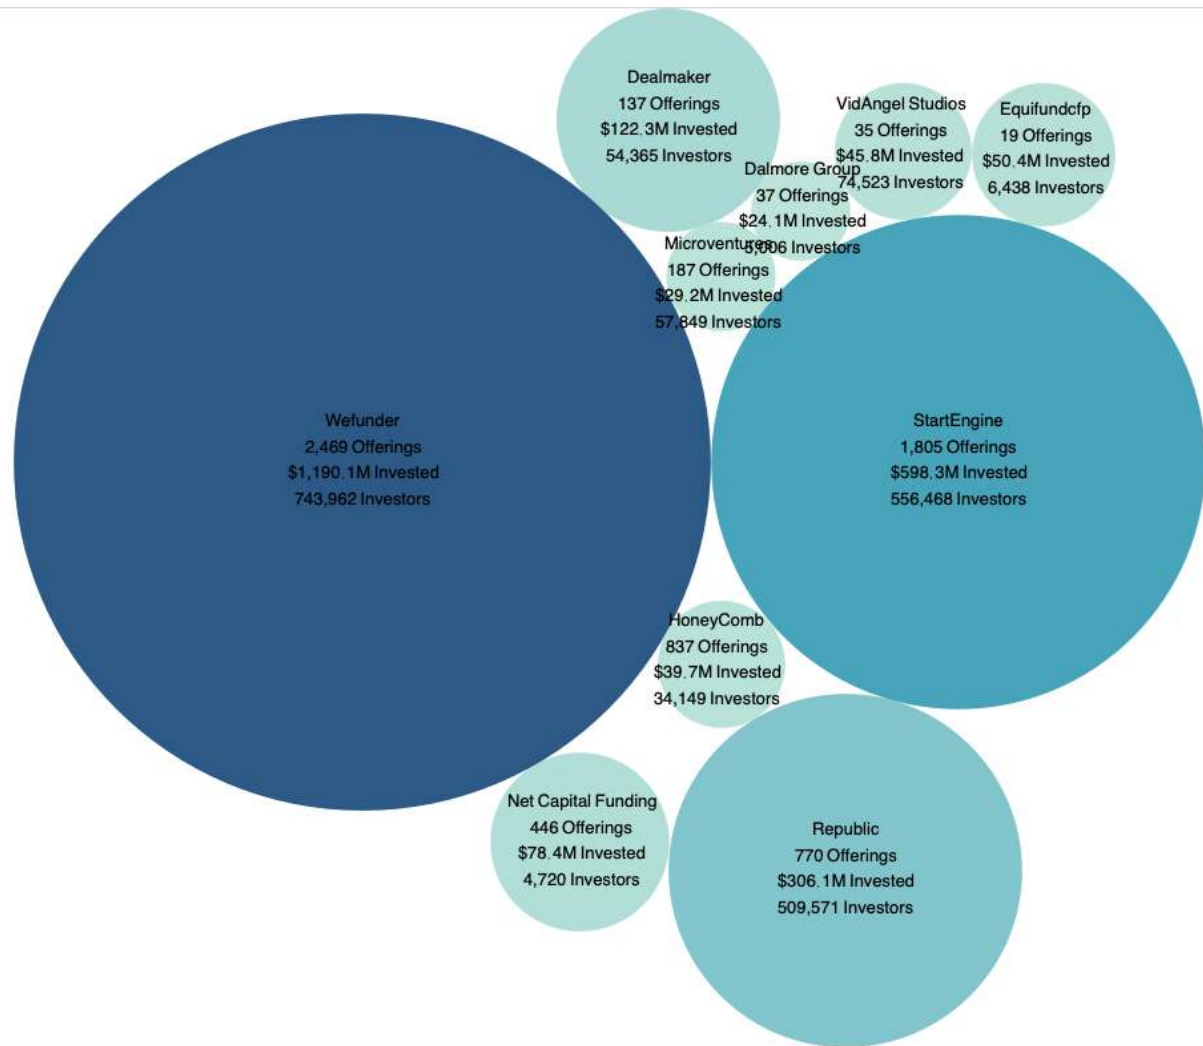 Dealmaker
137 Offerings
$122.3M Invested
54,365 Investors
VidAngel Studios
35 Offerings
$45.8M Invested
74,523 Investors
Equifundcfp
19 Offerings
$50.4M Invested
6,438 Investors
Dalmore Group
37 Offerings
$24.1M Invested
5,006 Investors
Microventures
187 Offerings
$29.2M Invested
57,849 Investors
Wefunder
2,469 Offerings
$1,190.1M Invested
743,962 Investors
StartEngine
1,805 Offerings
$598.3M Invested
556,468 Investors
HoneyComb
837 Offerings
$39.7M Invested
34,149 Investors
Net Capital Funding
446 Offerings
$78.4M Invested
4,720 Investors
Republic
770 Offerings
$306.1M Invested
509,571 Investors